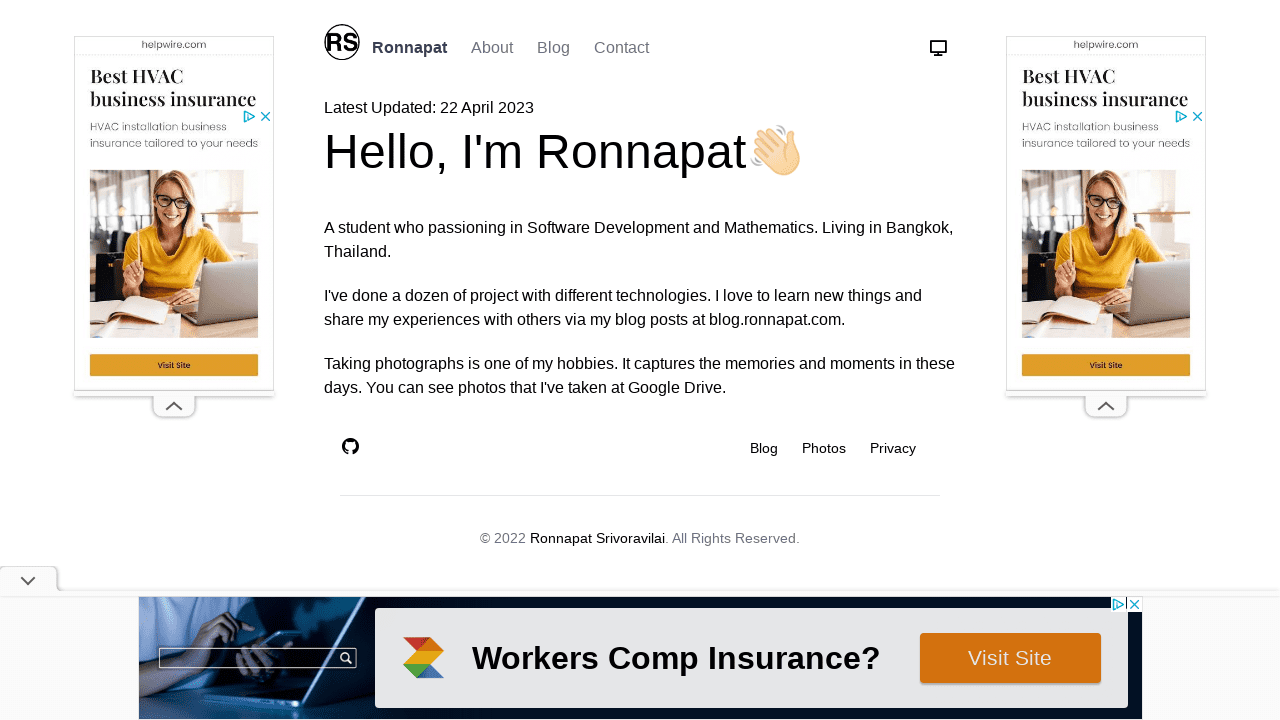 RS Ronnapat About Blog Contact
helpwire.com
Best HVAC
business insurance
HVAC installation business
insurance tailored to your needs
Visit Site
Latest Updated: 22 April 2023
Hello, I'm Ronnapat👋🏻
A student who passioning in Software Development and Mathematics. Living in Bangkok,
Thailand.
I've done a dozen of project with different technologies. I love to learn new things and
share my experiences with others via my blog posts at blog.ronnapat.com.
Taking photographs is one of my hobbies. It captures the memories and moments in these
days. You can see photos that I've taken at Google Drive.
Blog Photos Privacy
© 2022 Ronnapat Srivoravilai. All Rights Reserved.
helpwire.com
Best HVAC
business insurance
HVAC installation business
insurance tailored to your needs
Visit Site
Workers Comp Insurance? Visit Site